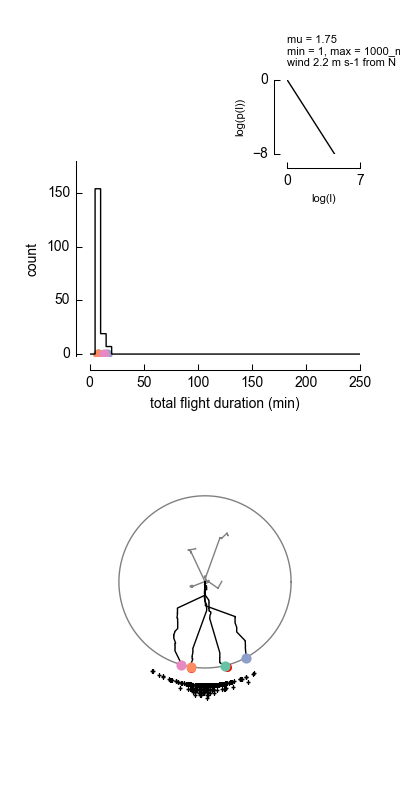 mu = 1.75
min = 1, max = 1000_m
wind 2.2 m s-1 from N
0
log(p(l))
−8
0
7
log(l)
150
100
50
0
count
0
50
100
150
200
250
total flight duration (min)